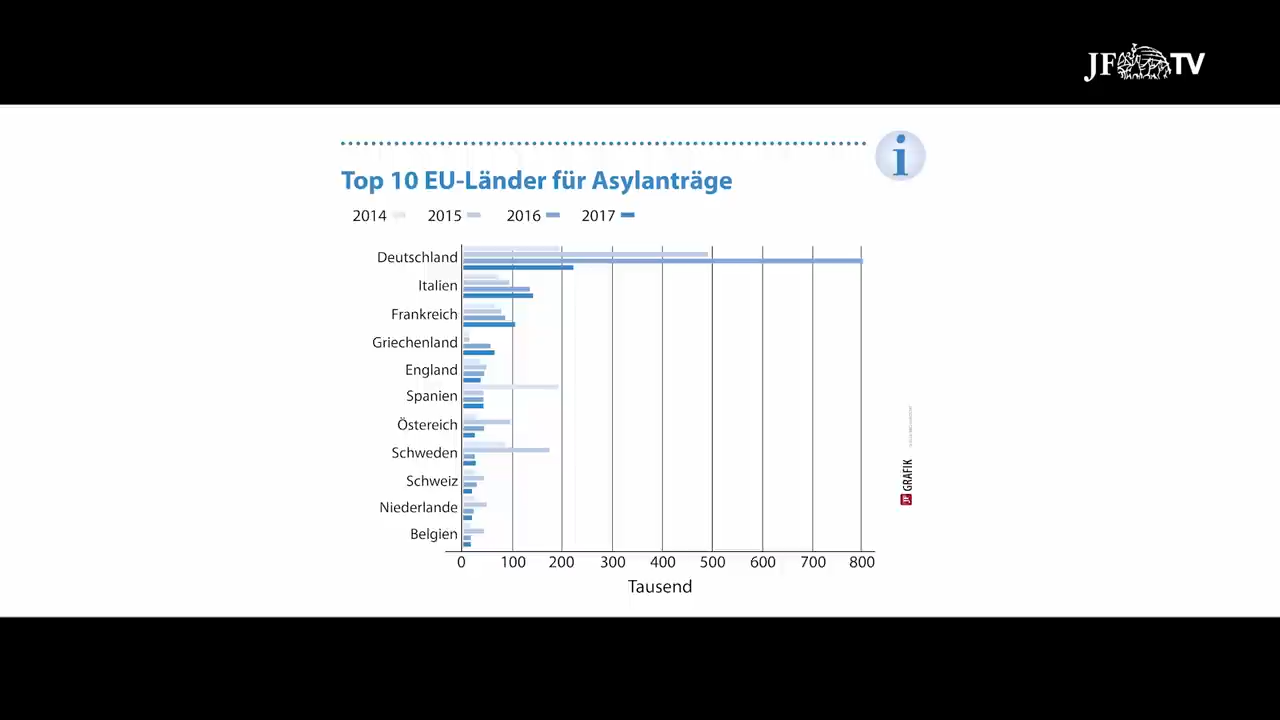 JF TV
i
Top 10 EU-Länder für Asylanträge
2014 2015 2016 2017
Deutschland
Italien
Frankreich
Griechenland
England
Spanien
Östereich
Schweden
Schweiz
Niederlande
Belgien
0 100 200 300 400 500 600 700 800
Tausend
JF GRAFIK